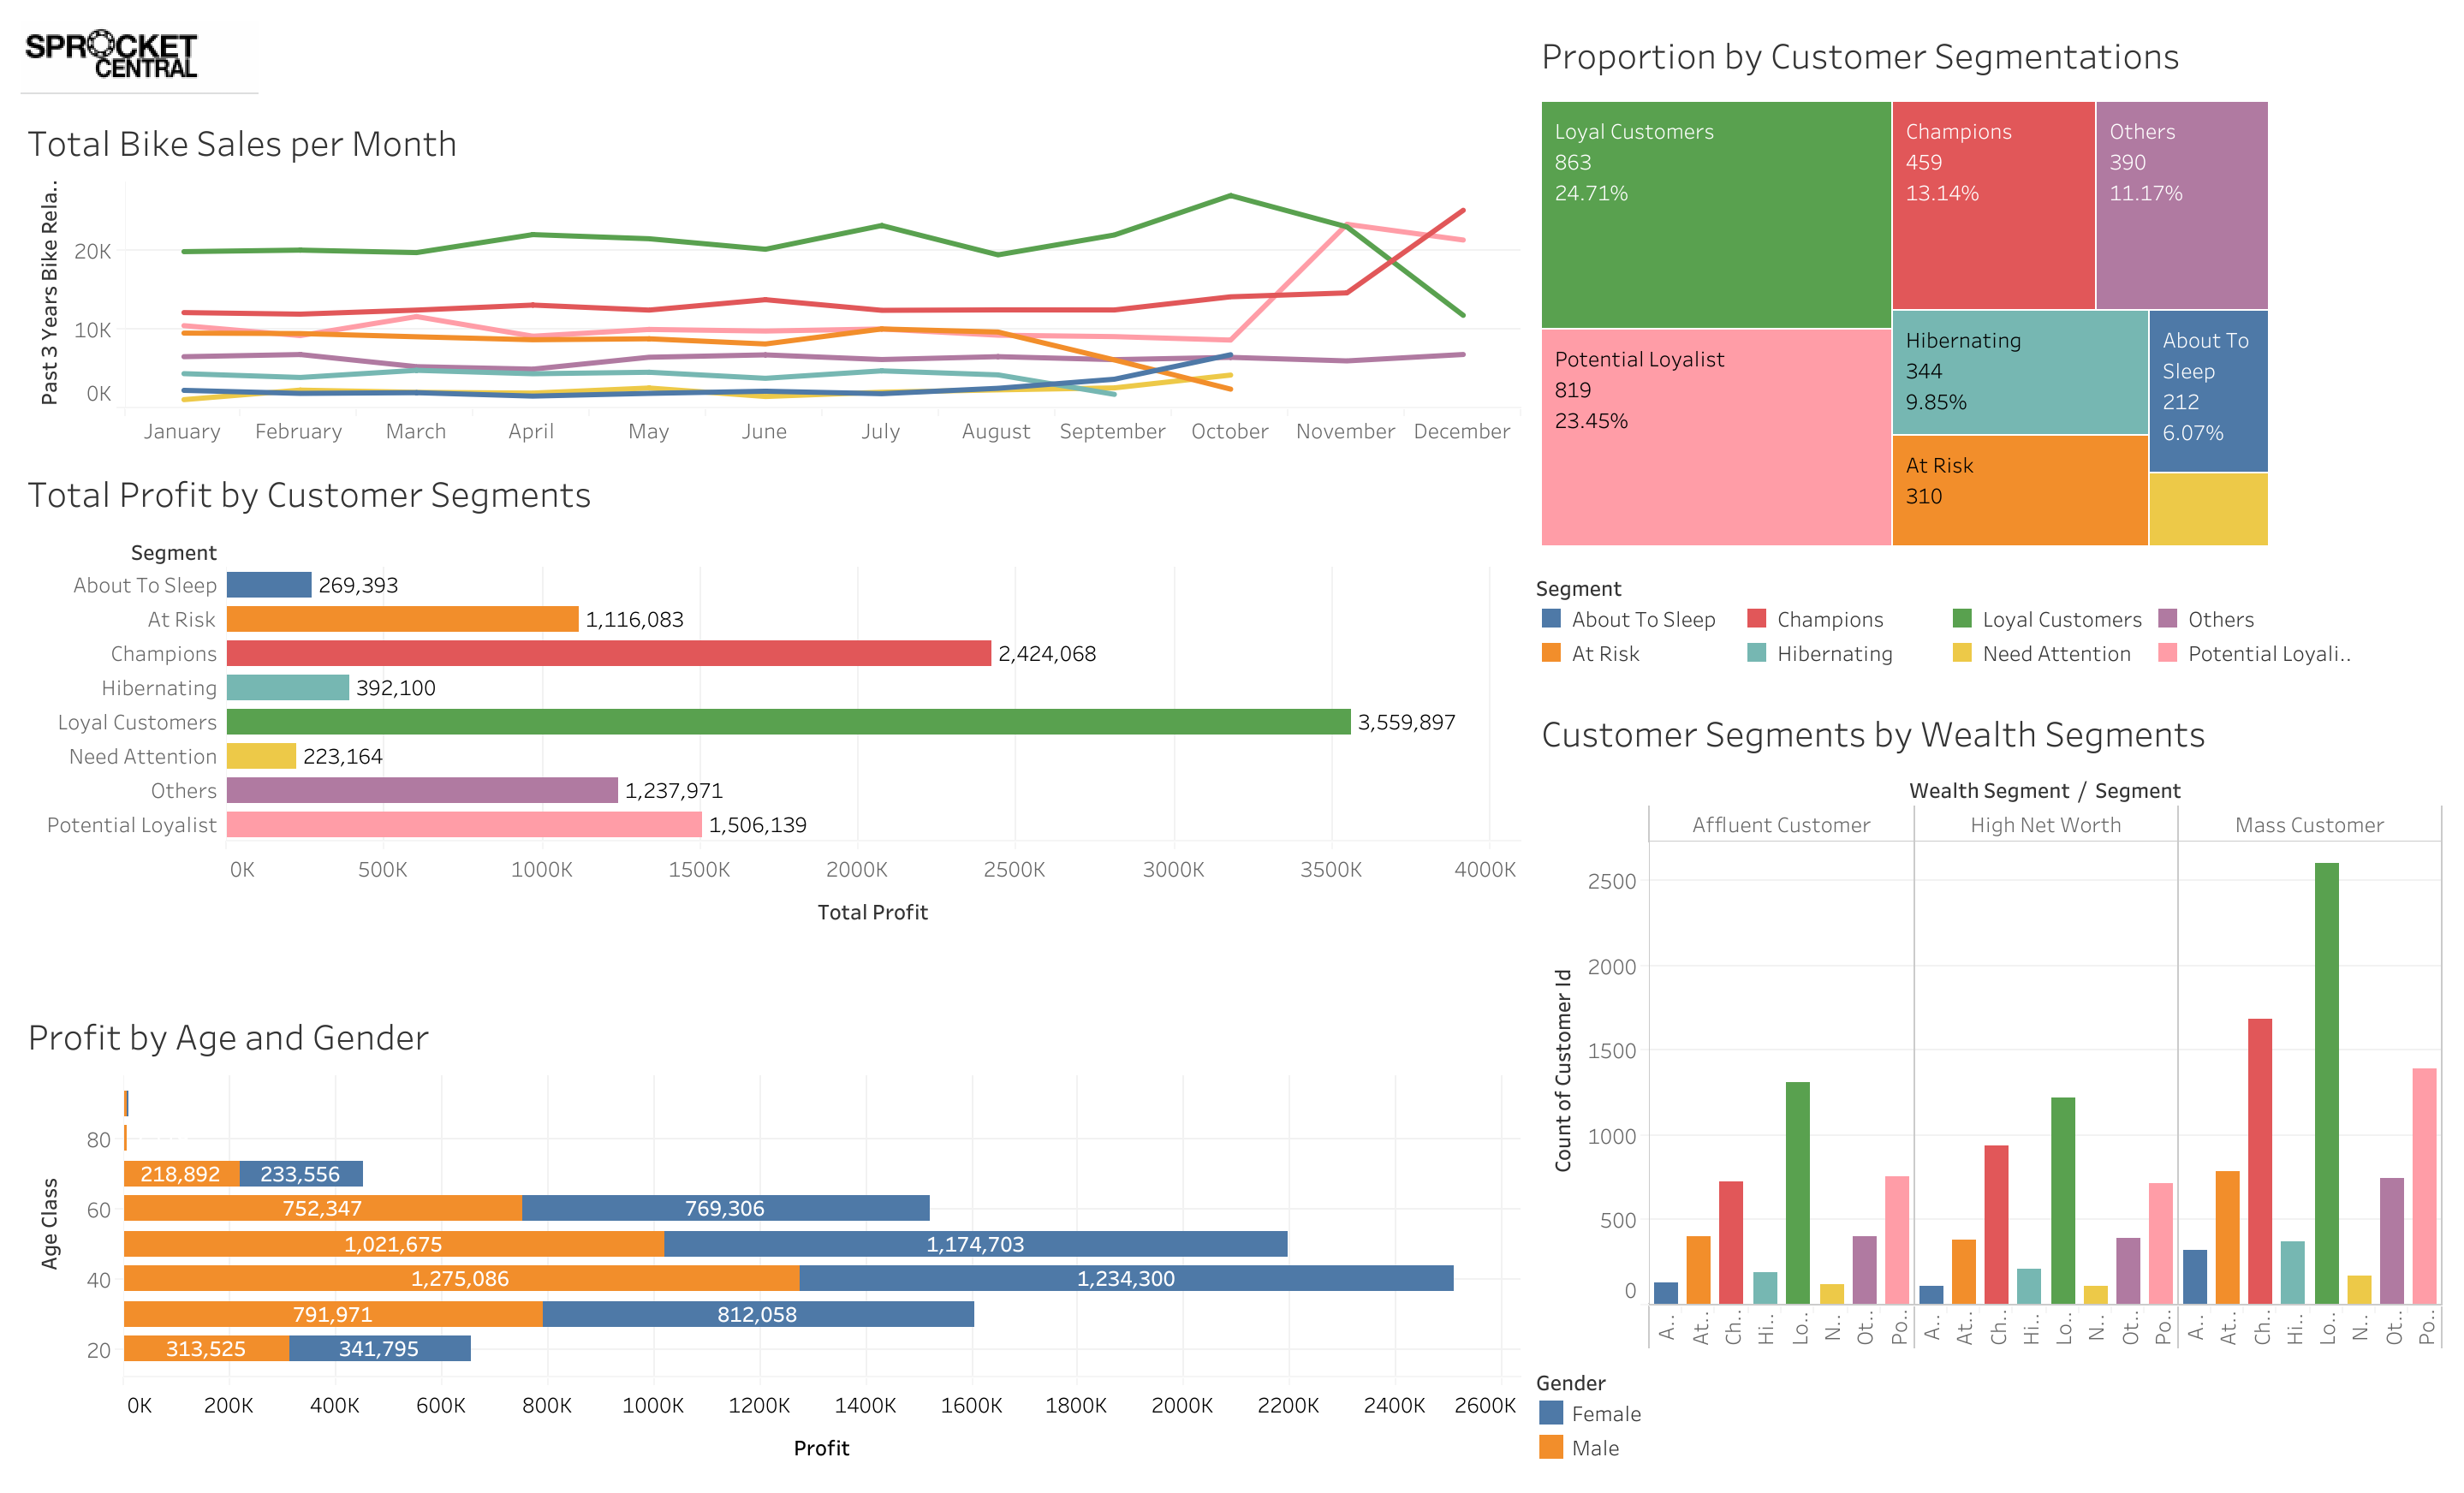 SPROCKET
CENTRAL
Total Bike Sales per Month
Past 3 Years Bike Rela..
20K
10K
0K
January February March April May June July August September October November December
Total Profit by Customer Segments
Segment
About To Sleep 269,393
At Risk 1,116,083
Champions 2,424,068
Hibernating 392,100
Loyal Customers 3,559,897
Need Attention 223,164
Others 1,237,971
Potential Loyalist 1,506,139
0K 500K 1000K 1500K 2000K 2500K 3000K 3500K 4000K
Total Profit
Profit by Age and Gender
Age Class
80
218,892 233,556
60 752,347 769,306
1,021,675 1,174,703
40 1,275,086 1,234,300
791,971 812,058
20 313,525 341,795
0K 200K 400K 600K 800K 1000K 1200K 1400K 1600K 1800K 2000K 2200K 2400K 2600K
Profit
Proportion by Customer Segmentations
Loyal Customers
863
24.71%
Champions
459
13.14%
Others
390
11.17%
Potential Loyalist
819
23.45%
Hibernating
344
9.85%
About To
Sleep
212
6.07%
At Risk
310
Segment
About To Sleep Champions Loyal Customers Others
At Risk Hibernating Need Attention Potential Loyali..
Customer Segments by Wealth Segments
Wealth Segment / Segment
Affluent Customer High Net Worth Mass Customer
Count of Customer Id
2500
2000
1500
1000
500
0
A.. At.. Ch.. Hi.. Lo.. N.. Ot.. Po.. A.. At.. Ch.. Hi.. Lo.. N.. Ot.. Po.. A.. At.. Ch.. Hi.. Lo.. N.. Ot.. Po..
Gender
Female
Male